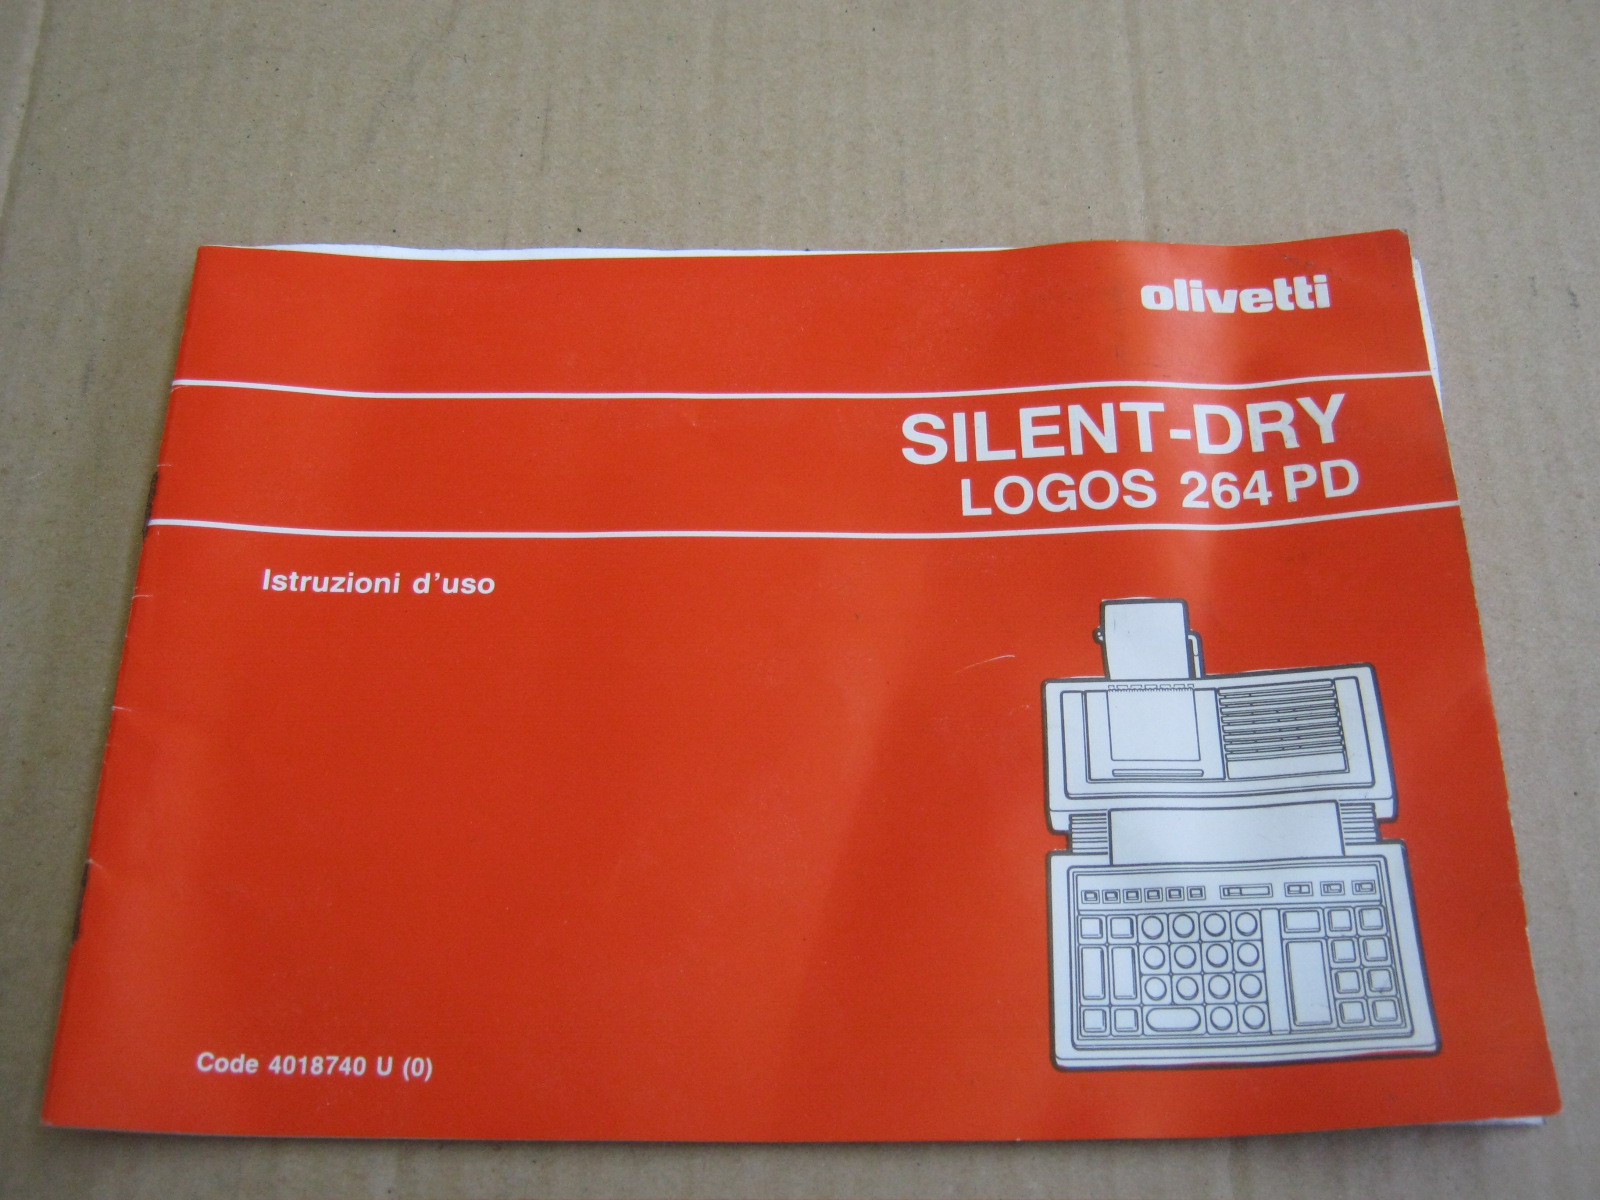 olivetti
SILENT-DRY
LOGOS 264 PD
Istruzioni d'uso
Code 4018740 U (0)